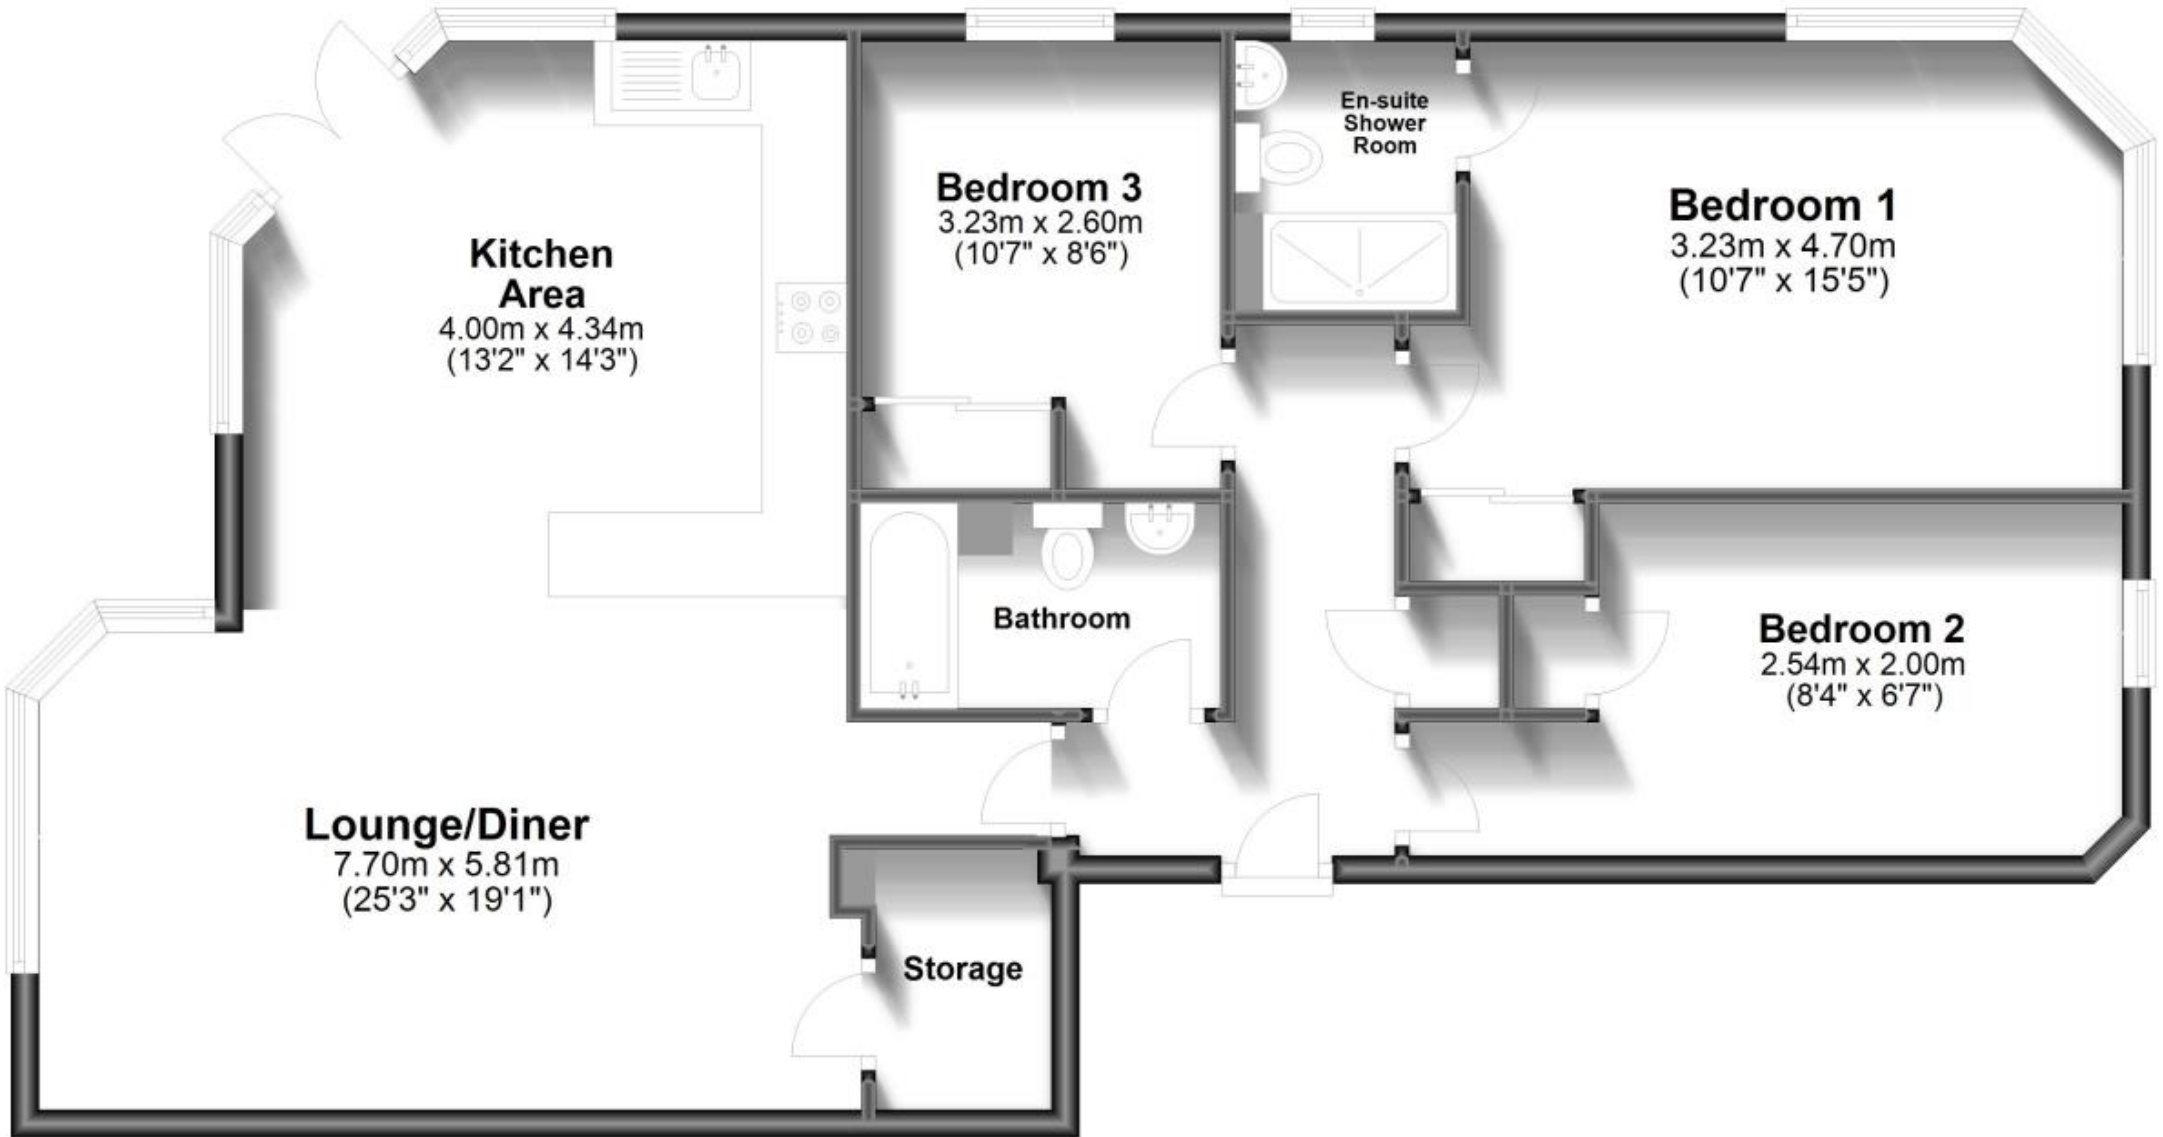 Kitchen
Area
4.00m x 4.34m
(13'2" x 14'3")
Bedroom 3
3.23m x 2.60m
(10'7" x 8'6")
En-suite
Shower
Room
Bedroom 1
3.23m x 4.70m
(10'7" x 15'5")
Bathroom
Bedroom 2
2.54m x 2.00m
(8'4" x 6'7")
Lounge/Diner
7.70m x 5.81m
(25'3" x 19'1")
Storage